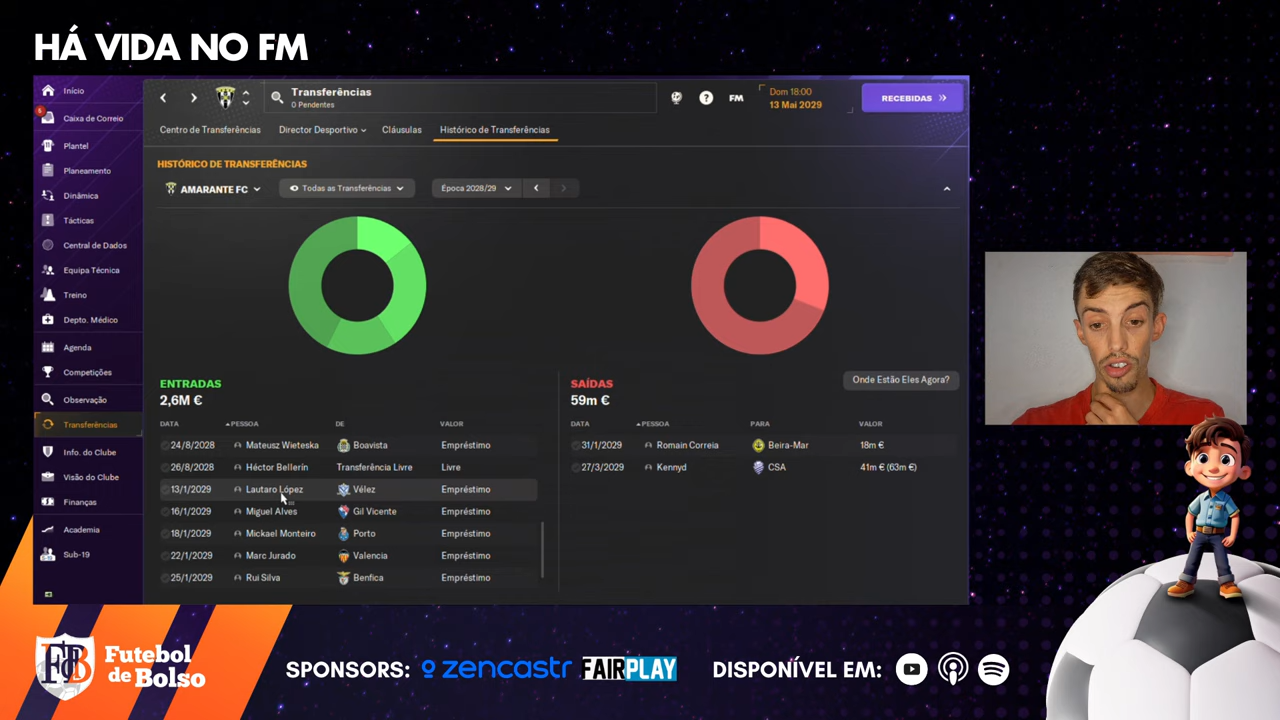 HÁ VIDA NO FM
Início
5
Caixa de Correio
Plantel
Planeamento
Dinâmica
Tácticas
Central de Dados
Equipa Técnica
Treino
Depto. Médico
Agenda
Competições
Observação
Transferências
Info. do Clube
Visão do Clube
Finanças
Academia
Sub-19
Transferências
0 Pendentes
?
FM
Dom 18:00
13 Mai 2029
RECEBIDAS
Centro de Transferências Director Desportivo Cláusulas Histórico de Transferências
HISTÓRICO DE TRANSFERÊNCIAS
AMARANTE FC Todas as Transferências Época 2028/29
ENTRADAS
2,6M €
DATA PESSOA DE VALOR
24/8/2028 Mateusz Wieteska Boavista Empréstimo
26/8/2028 Héctor Bellerín Transferência Livre Livre
13/1/2029 Lautaro López Vélez Empréstimo
16/1/2029 Miguel Alves Gil Vicente Empréstimo
18/1/2029 Mickael Monteiro Porto Empréstimo
22/1/2029 Marc Jurado Valencia Empréstimo
25/1/2029 Rui Silva Benfica Empréstimo
SAÍDAS
59m €
Onde Estão Eles Agora?
DATA PESSOA PARA VALOR
31/1/2029 Romain Correia Beira-Mar 18m €
27/3/2029 Kennyd CSA 41m € (63m €)
FdB
Futebol
de Bolso
SPONSORS: zencastr FAIRPLAY DISPONÍVEL EM: